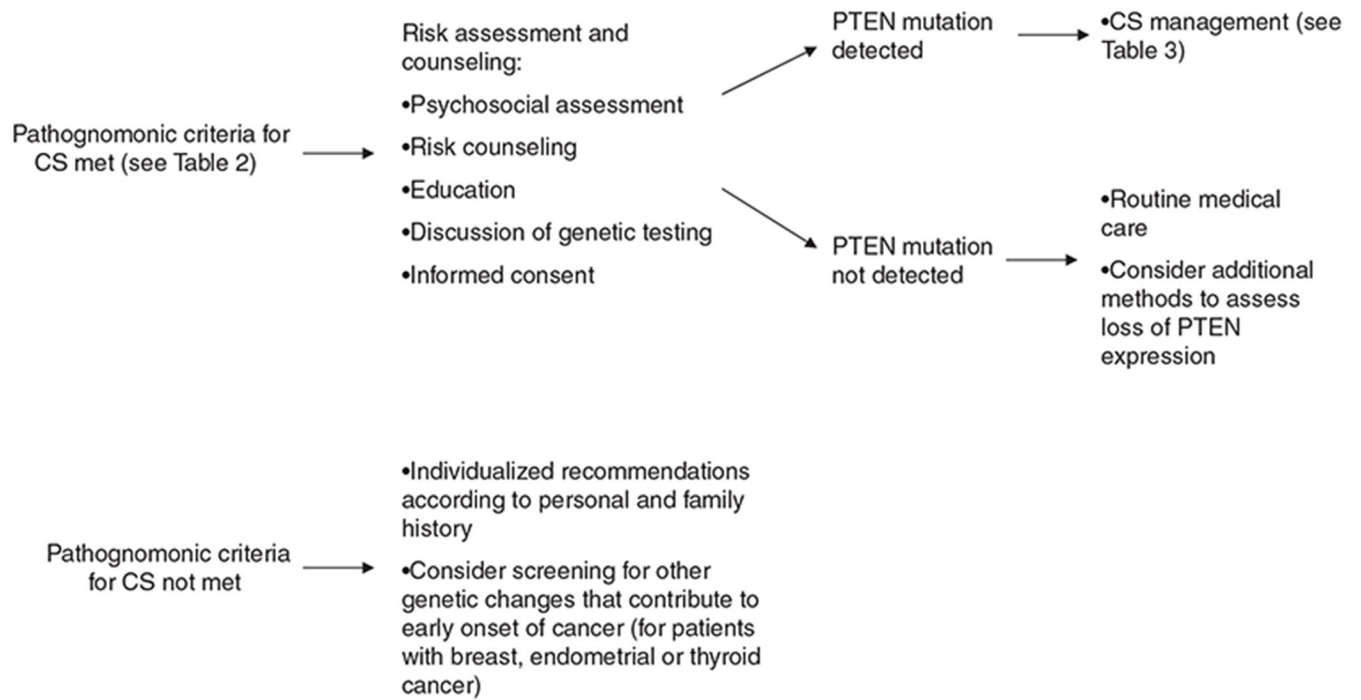 Pathognomonic criteria for
CS met (see Table 2)
Risk assessment and
counseling:
•Psychosocial assessment
•Risk counseling
•Education
•Discussion of genetic testing
•Informed consent
PTEN mutation
detected
•CS management (see
Table 3)
PTEN mutation
not detected
•Routine medical
care
•Consider additional
methods to assess
loss of PTEN
expression
Pathognomonic criteria
for CS not met
•Individualized recommendations
according to personal and family
history
•Consider screening for other
genetic changes that contribute to
early onset of cancer (for patients
with breast, endometrial or thyroid
cancer)